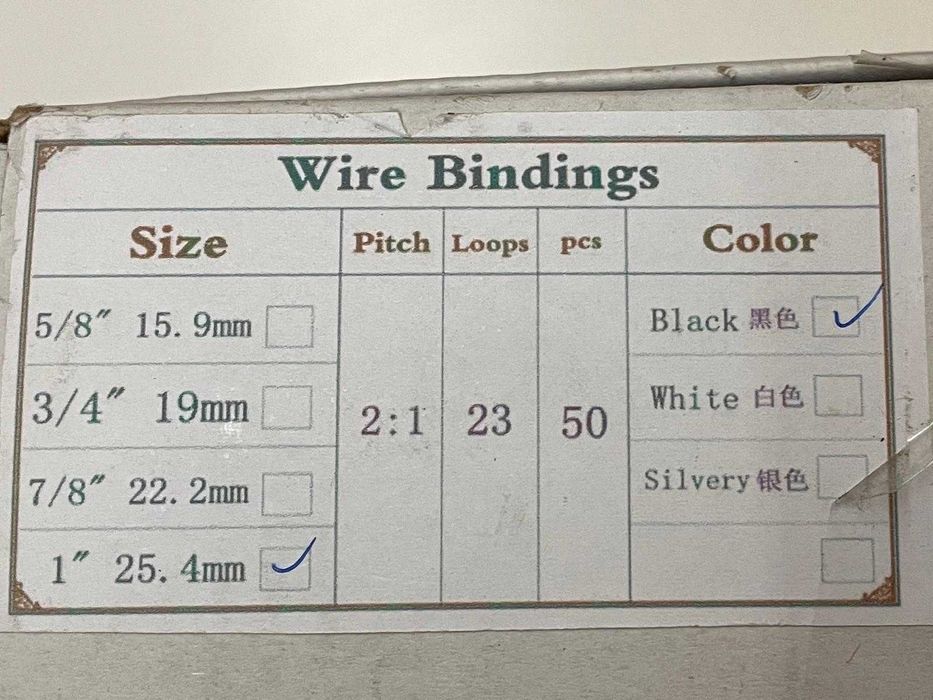 Wire Bindings
Size Pitch Loops pcs Color
5/8″ 15.9mm
3/4″ 19mm
7/8″ 22.2mm
1″ 25.4mm
2:1 23 50
Black 黑色
White 白色
Silvery 银色